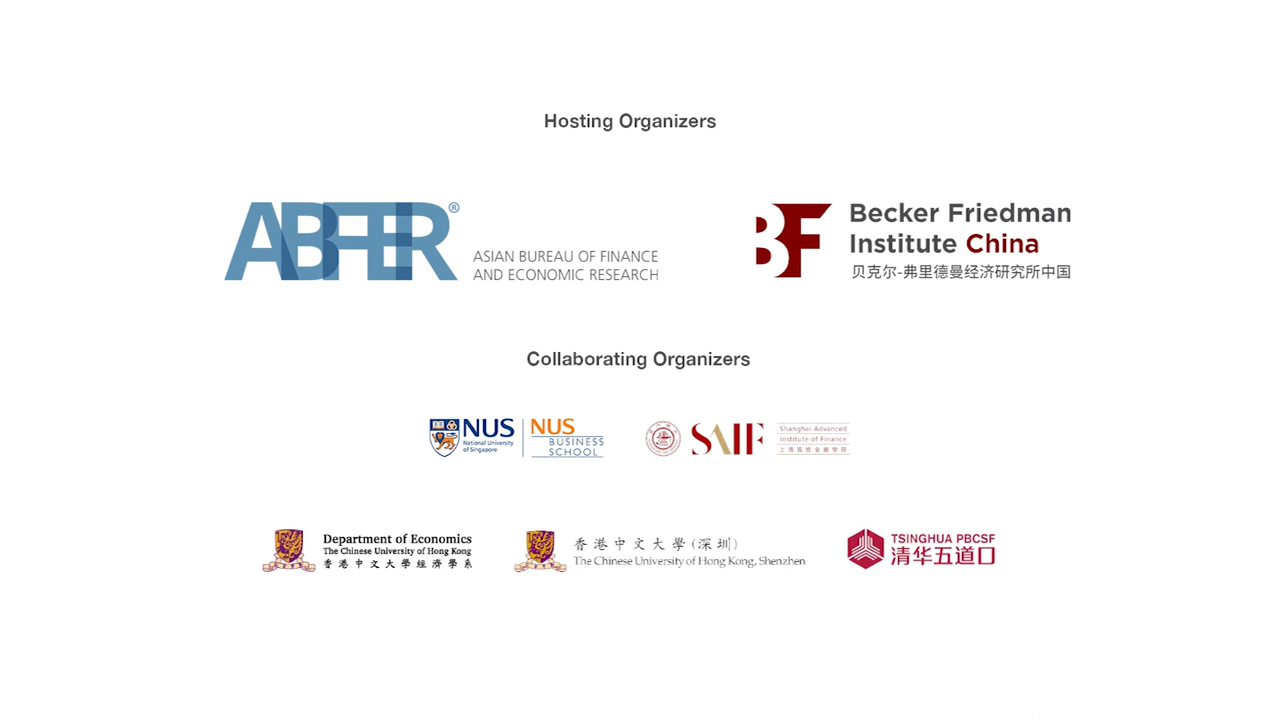 Hosting Organizers
ABFER®
ASIAN BUREAU OF FINANCE
AND ECONOMIC RESEARCH
BF
Becker Friedman
Institute China
贝克尔-弗里德曼经济研究所中国
Collaborating Organizers
NUS
National University
of Singapore
NUS
BUSINESS
SCHOOL
SAIF
Shanghai Advanced
Institute of Finance
上海高级金融学院
Department of Economics
The Chinese University of Hong Kong
香港中文大學經濟學系
香港中文大學(深圳)
The Chinese University of Hong Kong, Shenzhen
TSINGHUA PBCSF
清华五道口